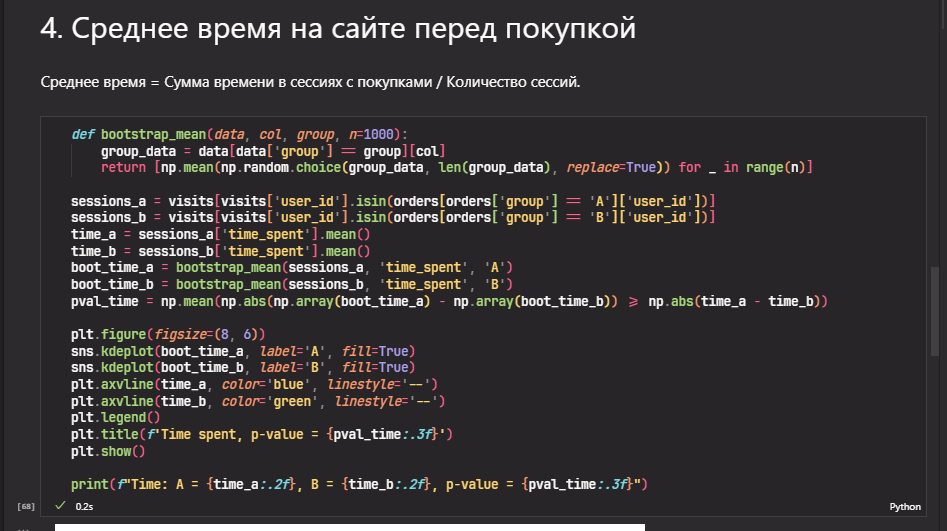 4. Среднее время на сайте перед покупкой
Среднее время = Сумма времени в сессиях с покупками / Количество сессий.
def bootstrap_mean(data, col, group, n=1000):
    group_data = data[data['group'] == group][col]
    return [np.mean(np.random.choice(group_data, len(group_data), replace=True)) for _ in range(n)]
sessions_a = visits[visits['user_id'].isin(orders[orders['group'] == 'A']['user_id'])]
sessions_b = visits[visits['user_id'].isin(orders[orders['group'] == 'B']['user_id'])]
time_a = sessions_a['time_spent'].mean()
time_b = sessions_b['time_spent'].mean()
boot_time_a = bootstrap_mean(sessions_a, 'time_spent', 'A')
boot_time_b = bootstrap_mean(sessions_b, 'time_spent', 'B')
pval_time = np.mean(np.abs(np.array(boot_time_a) - np.array(boot_time_b)) >= np.abs(time_a - time_b))
plt.figure(figsize=(8, 6))
sns.kdeplot(boot_time_a, label='A', fill=True)
sns.kdeplot(boot_time_b, label='B', fill=True)
plt.axvline(time_a, color='blue', linestyle='--')
plt.axvline(time_b, color='green', linestyle='--')
plt.legend()
plt.title(f'Time spent, p-value = {pval_time:.3f}')
plt.show()
print(f"Time: A = {time_a:.2f}, B = {time_b:.2f}, p-value = {pval_time:.3f}")
[68] ✓ 0.2s Python